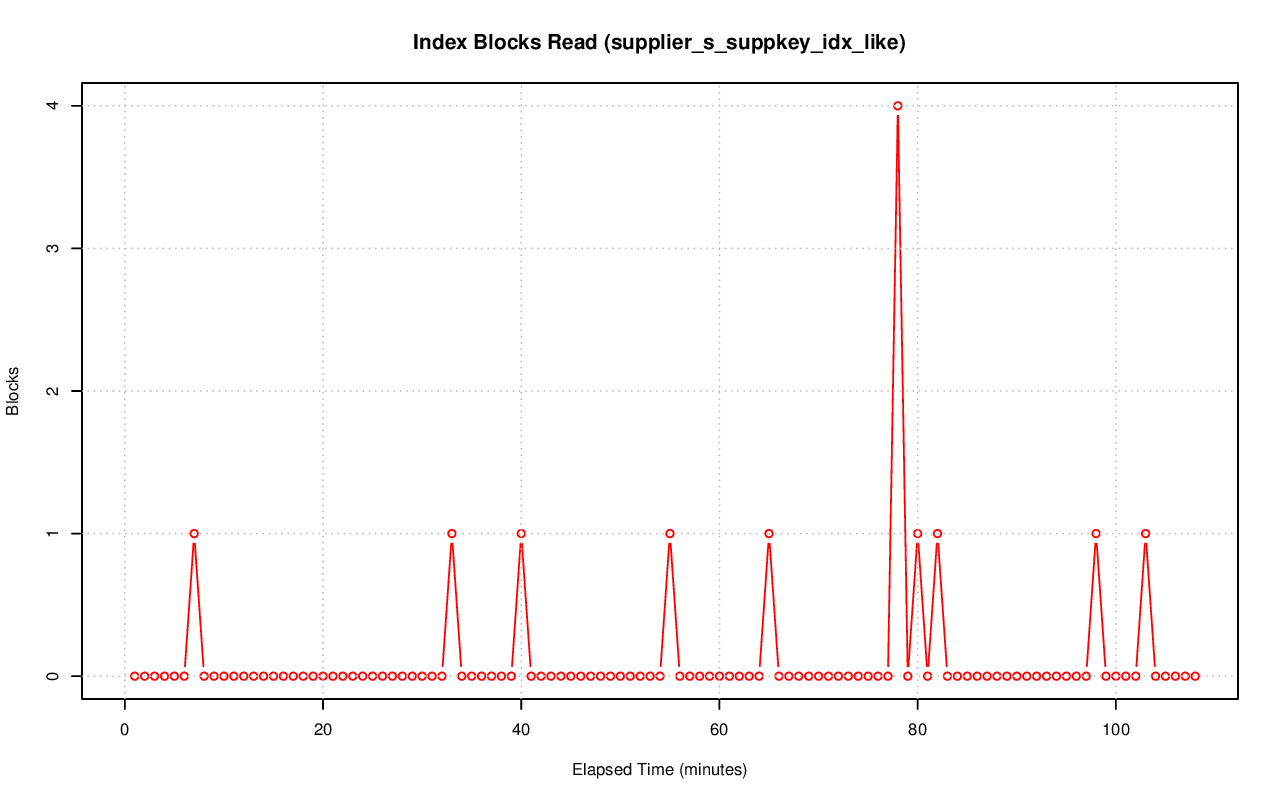 Index Blocks Read (supplier_s_suppkey_idx_like)
4
3
2
1
0
Blocks
0 20 40 60 80 100
Elapsed Time (minutes)